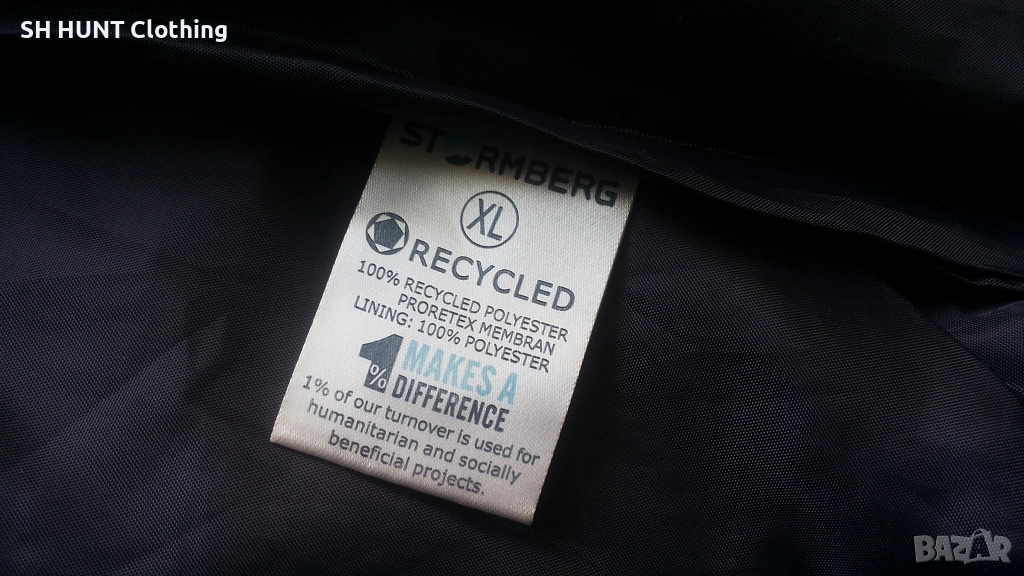 SH HUNT Clothing
STORMBERG
XL
RECYCLED
100% RECYCLED POLYESTER
PRORETEX MEMBRAN
LINING: 100% POLYESTER
1% MAKES A
DIFFERENCE
1% of our turnover is used for
humanitarian and socially
beneficial projects.
BAZAR